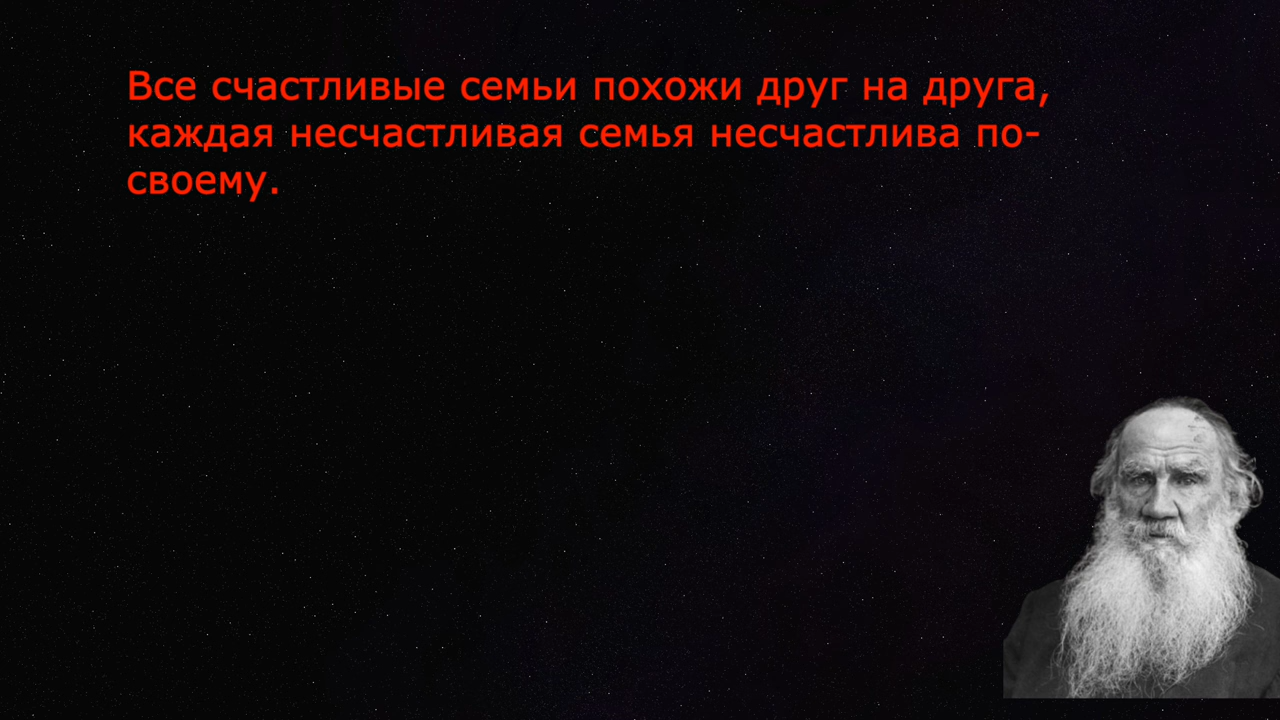 Все счастливые семьи похожи друг на друга,
каждая несчастливая семья несчастлива по-
своему.